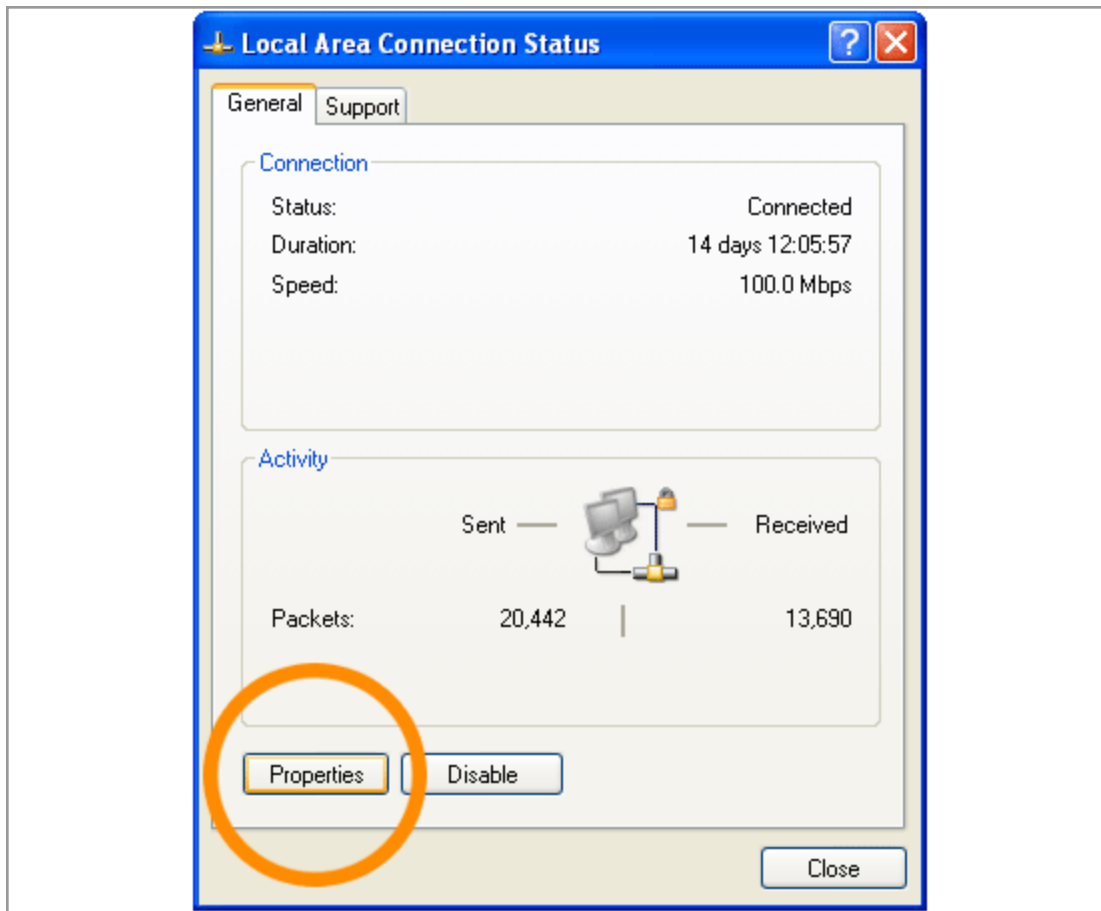 Local Area Connection Status
General Support
Connection
Status: Connected
Duration: 14 days 12:05:57
Speed: 100.0 Mbps
Activity
Sent Received
Packets: 20,442 13,690
Properties Disable
Close